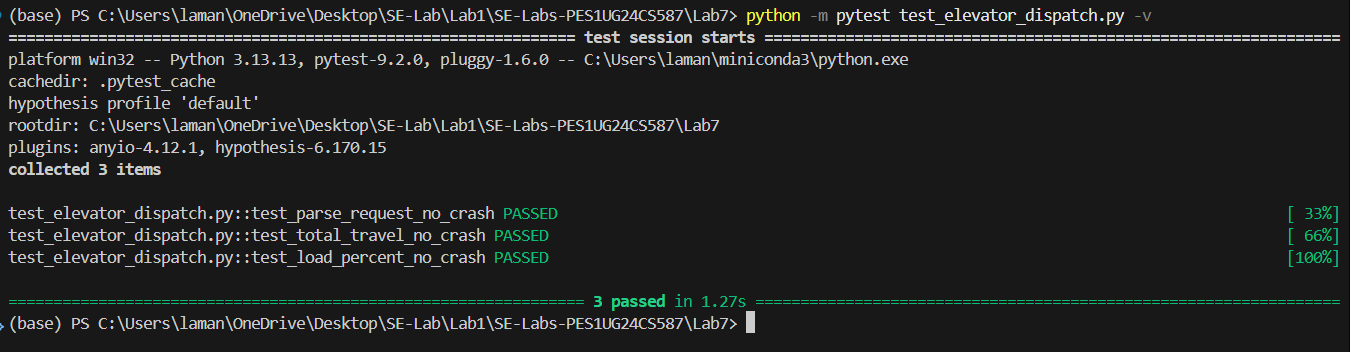 (base) PS C:\Users\laman\OneDrive\Desktop\SE-Lab\Lab1\SE-Labs-PES1UG24CS587\Lab7> python -m pytest test_elevator_dispatch.py -v
============================================================== test session starts ===============================================================
platform win32 -- Python 3.13.13, pytest-9.2.0, pluggy-1.6.0 -- C:\Users\laman\miniconda3\python.exe
cachedir: .pytest_cache
hypothesis profile 'default'
rootdir: C:\Users\laman\OneDrive\Desktop\SE-Lab\Lab1\SE-Labs-PES1UG24CS587\Lab7
plugins: anyio-4.12.1, hypothesis-6.170.15
collected 3 items
test_elevator_dispatch.py::test_parse_request_no_crash PASSED [ 33%]
test_elevator_dispatch.py::test_total_travel_no_crash PASSED [ 66%]
test_elevator_dispatch.py::test_load_percent_no_crash PASSED [100%]
=============================================================== 3 passed in 1.27s ================================================================
(base) PS C:\Users\laman\OneDrive\Desktop\SE-Lab\Lab1\SE-Labs-PES1UG24CS587\Lab7>